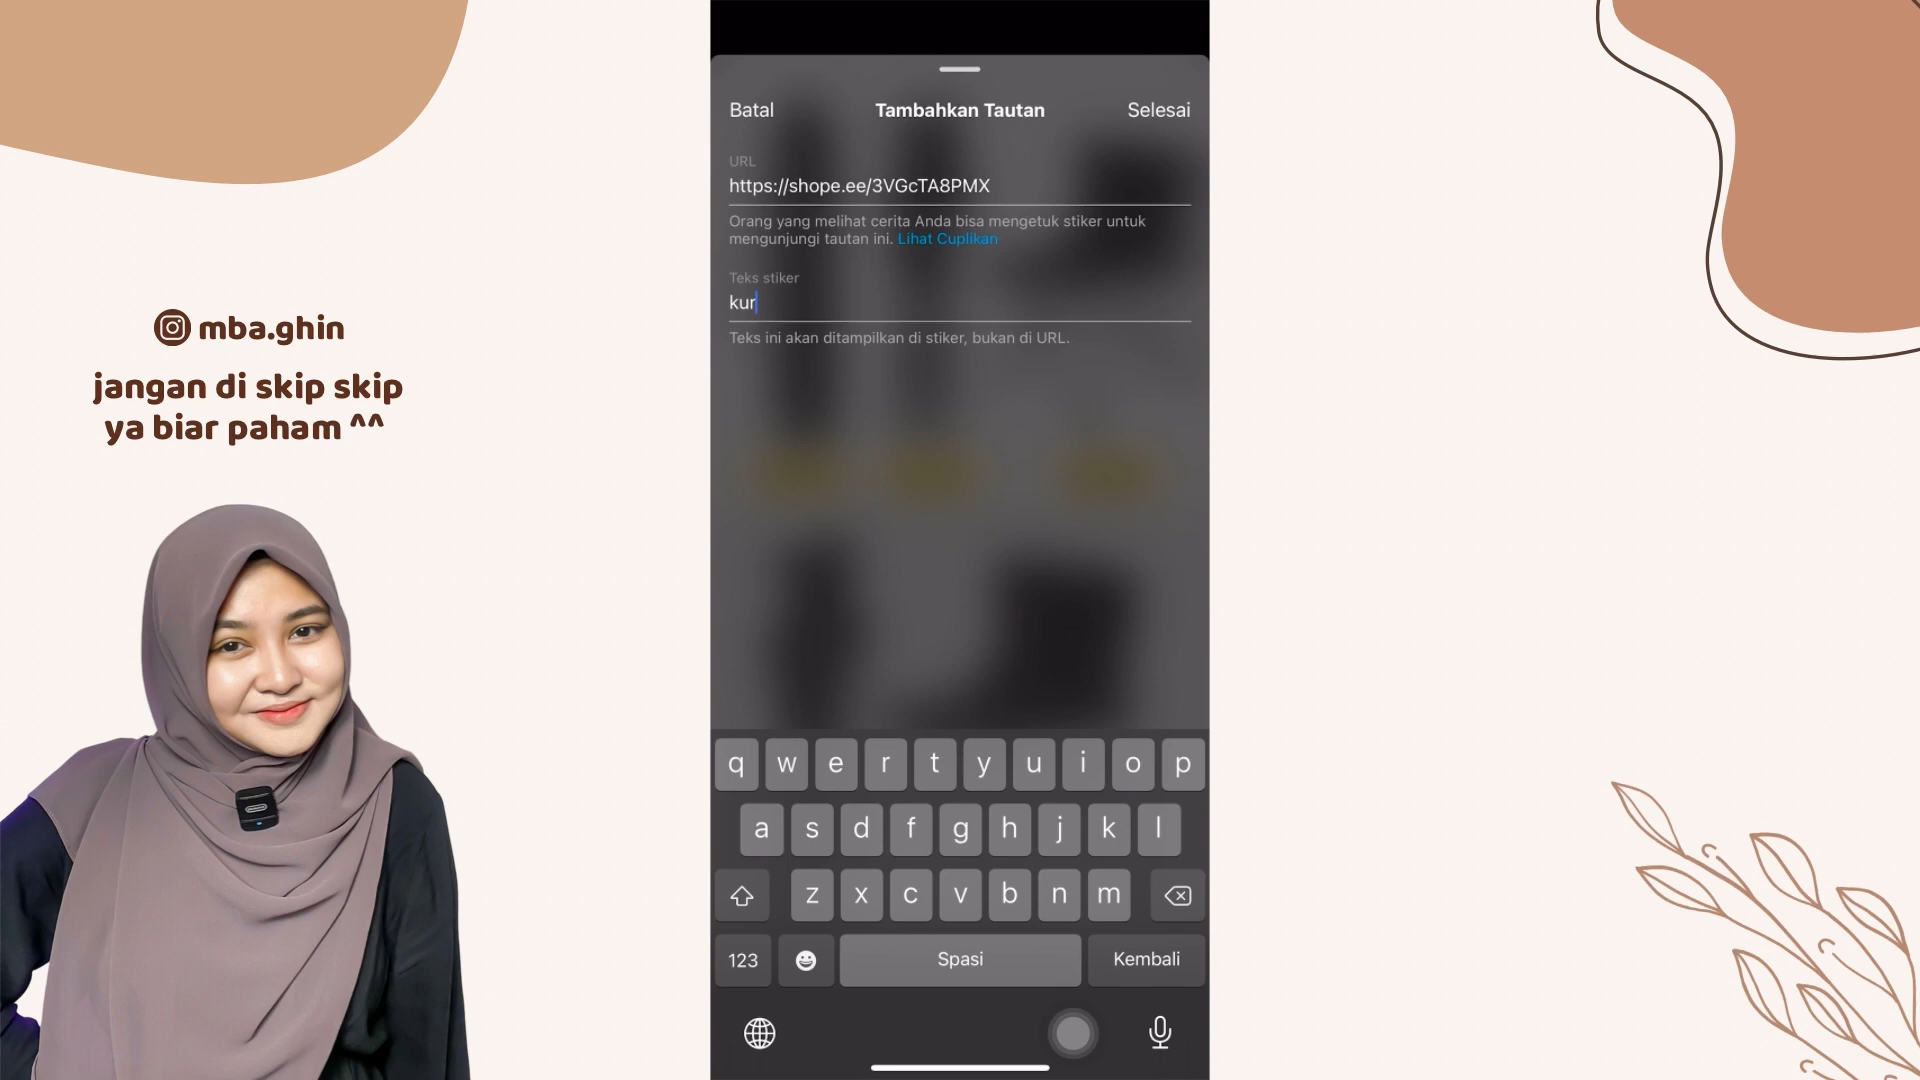 mba.ghin
jangan di skip skip
ya biar paham ^^
Batal
Tambahkan Tautan
Selesai
URL
https://shope.ee/3VGcTA8PMX
Orang yang melihat cerita Anda bisa mengetuk stiker untuk
mengunjungi tautan ini. Lihat Cuplikan
Teks stiker
kur
Teks ini akan ditampilkan di stiker, bukan di URL.
q w e r t y u i o p
a s d f g h j k l
z x c v b n m
123
Spasi
Kembali